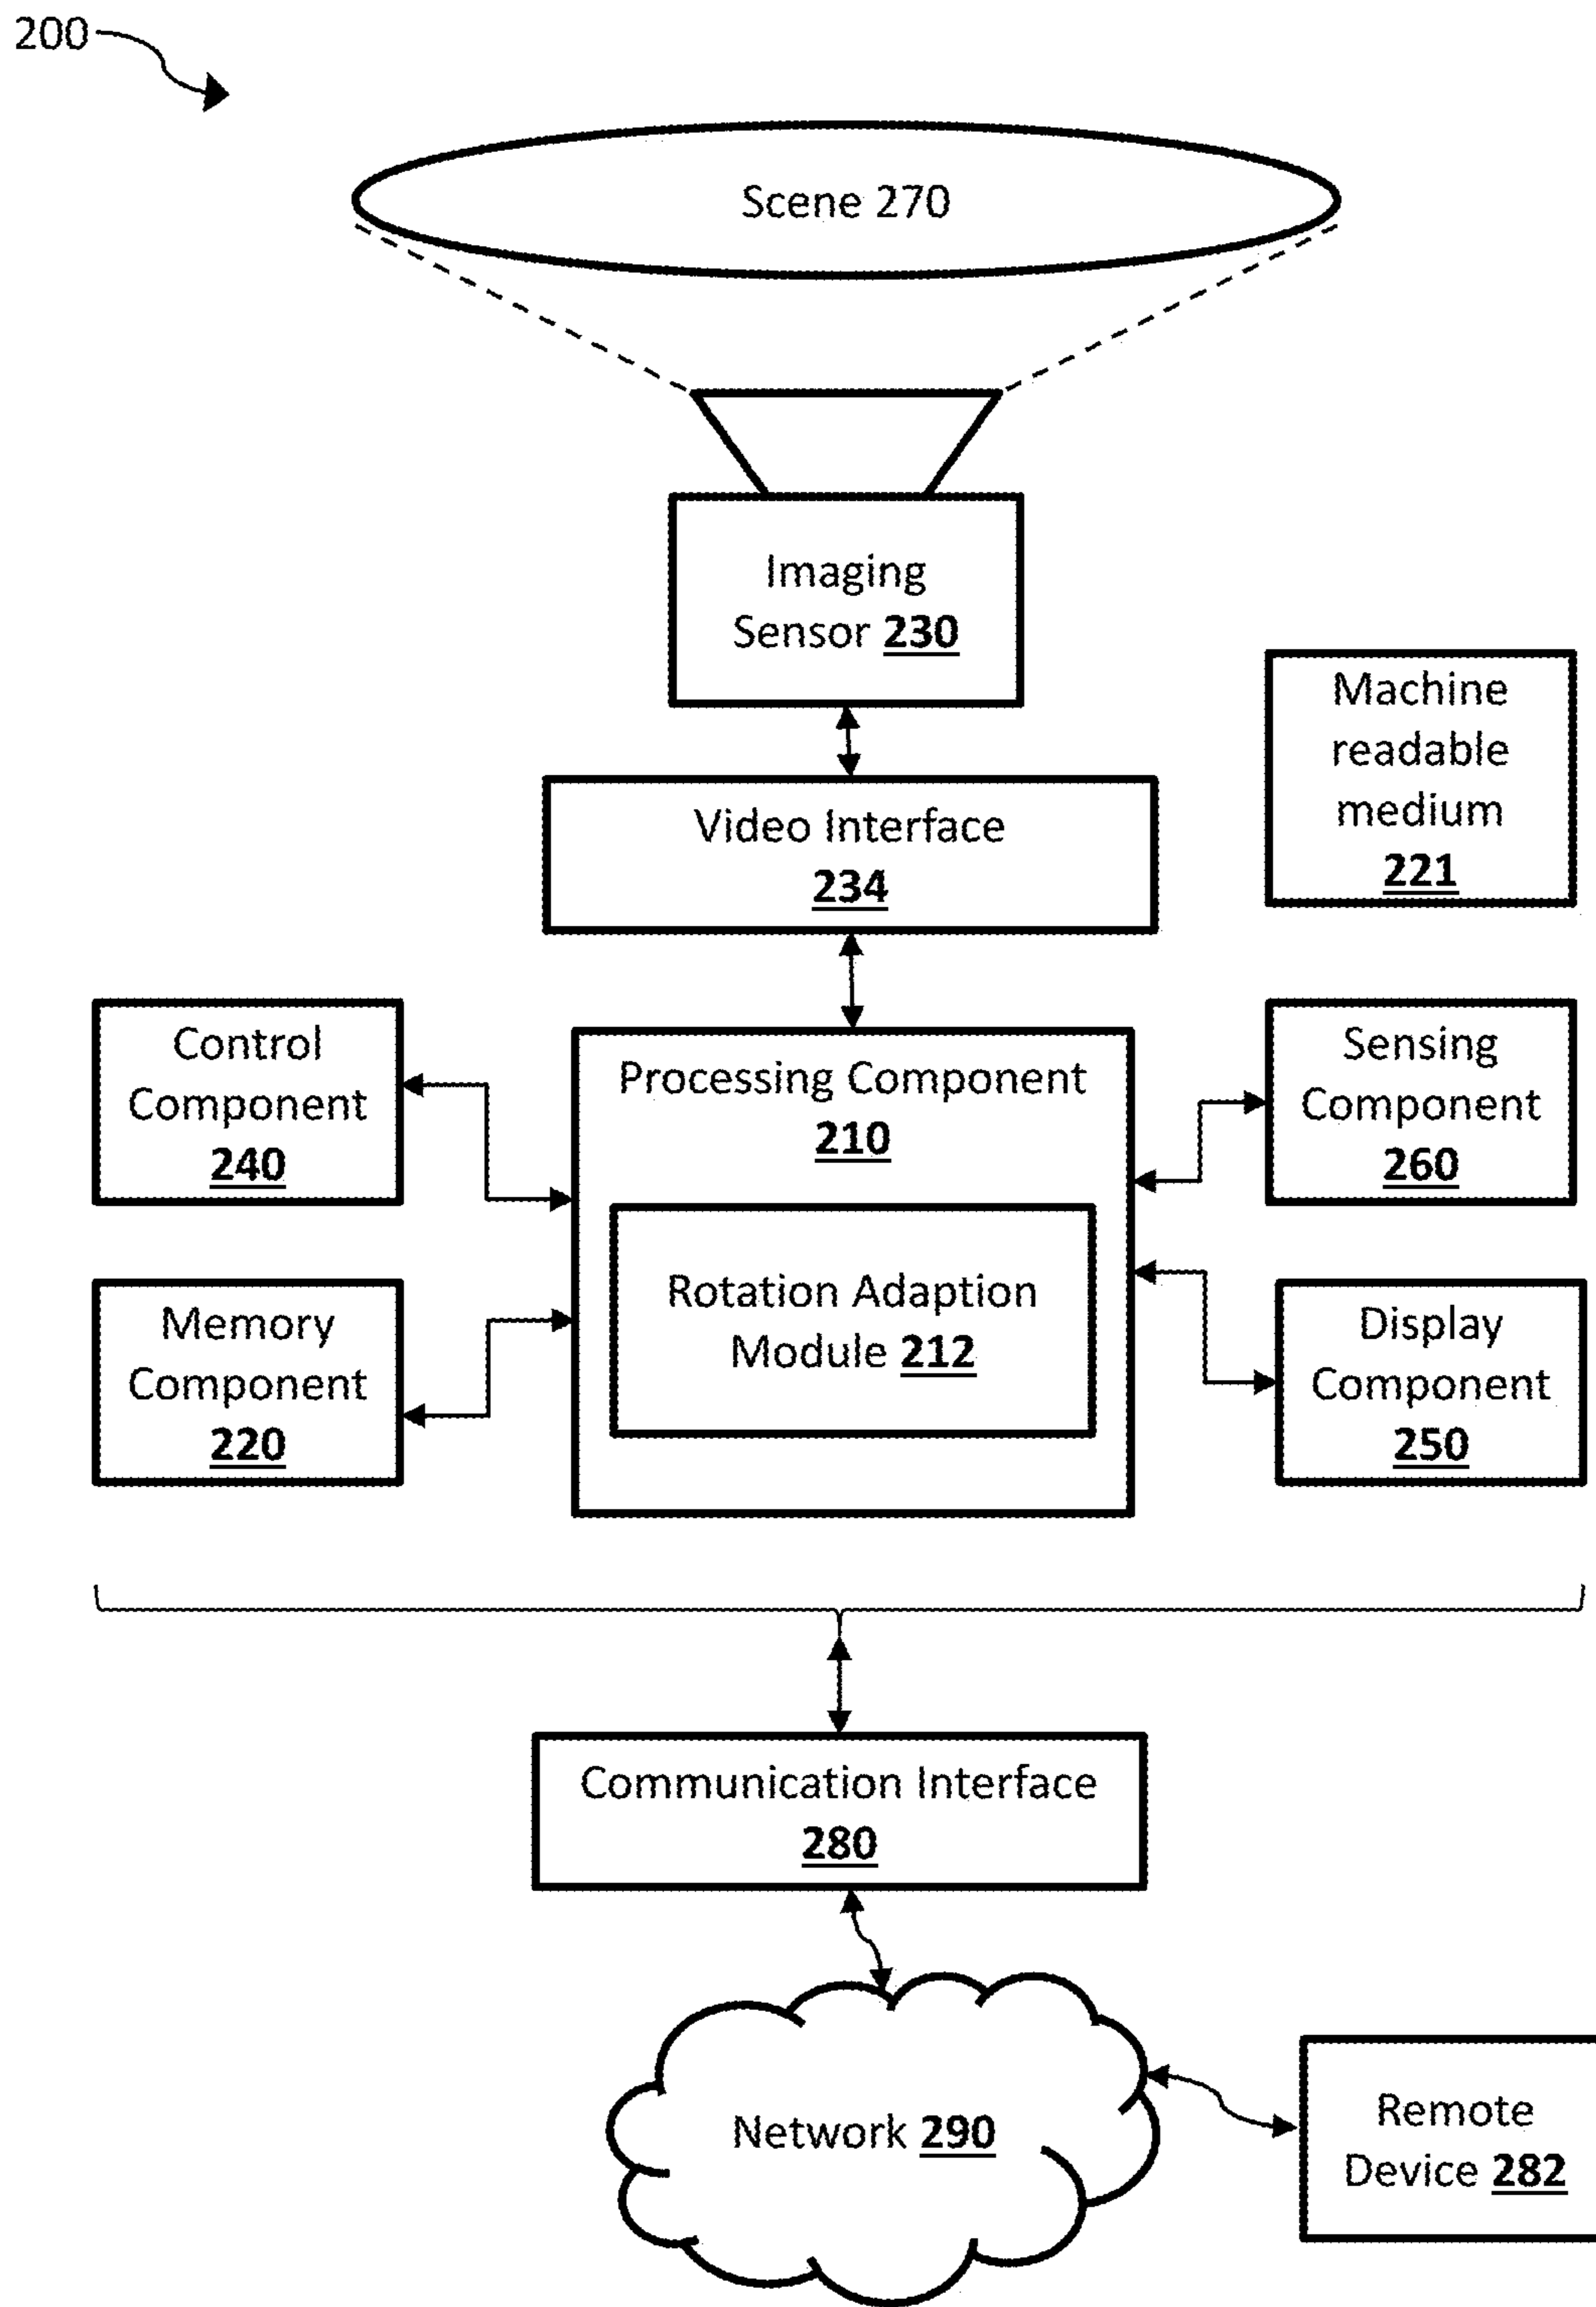 200
Scene 270
Imaging
Sensor 230
Machine
readable
medium
221
Video Interface
234
Control
Component
240
Processing Component
210
Sensing
Component
260
Rotation Adaption
Module 212
Memory
Component
220
Display
Component
250
Communication Interface
280
Network 290
Remote
Device 282